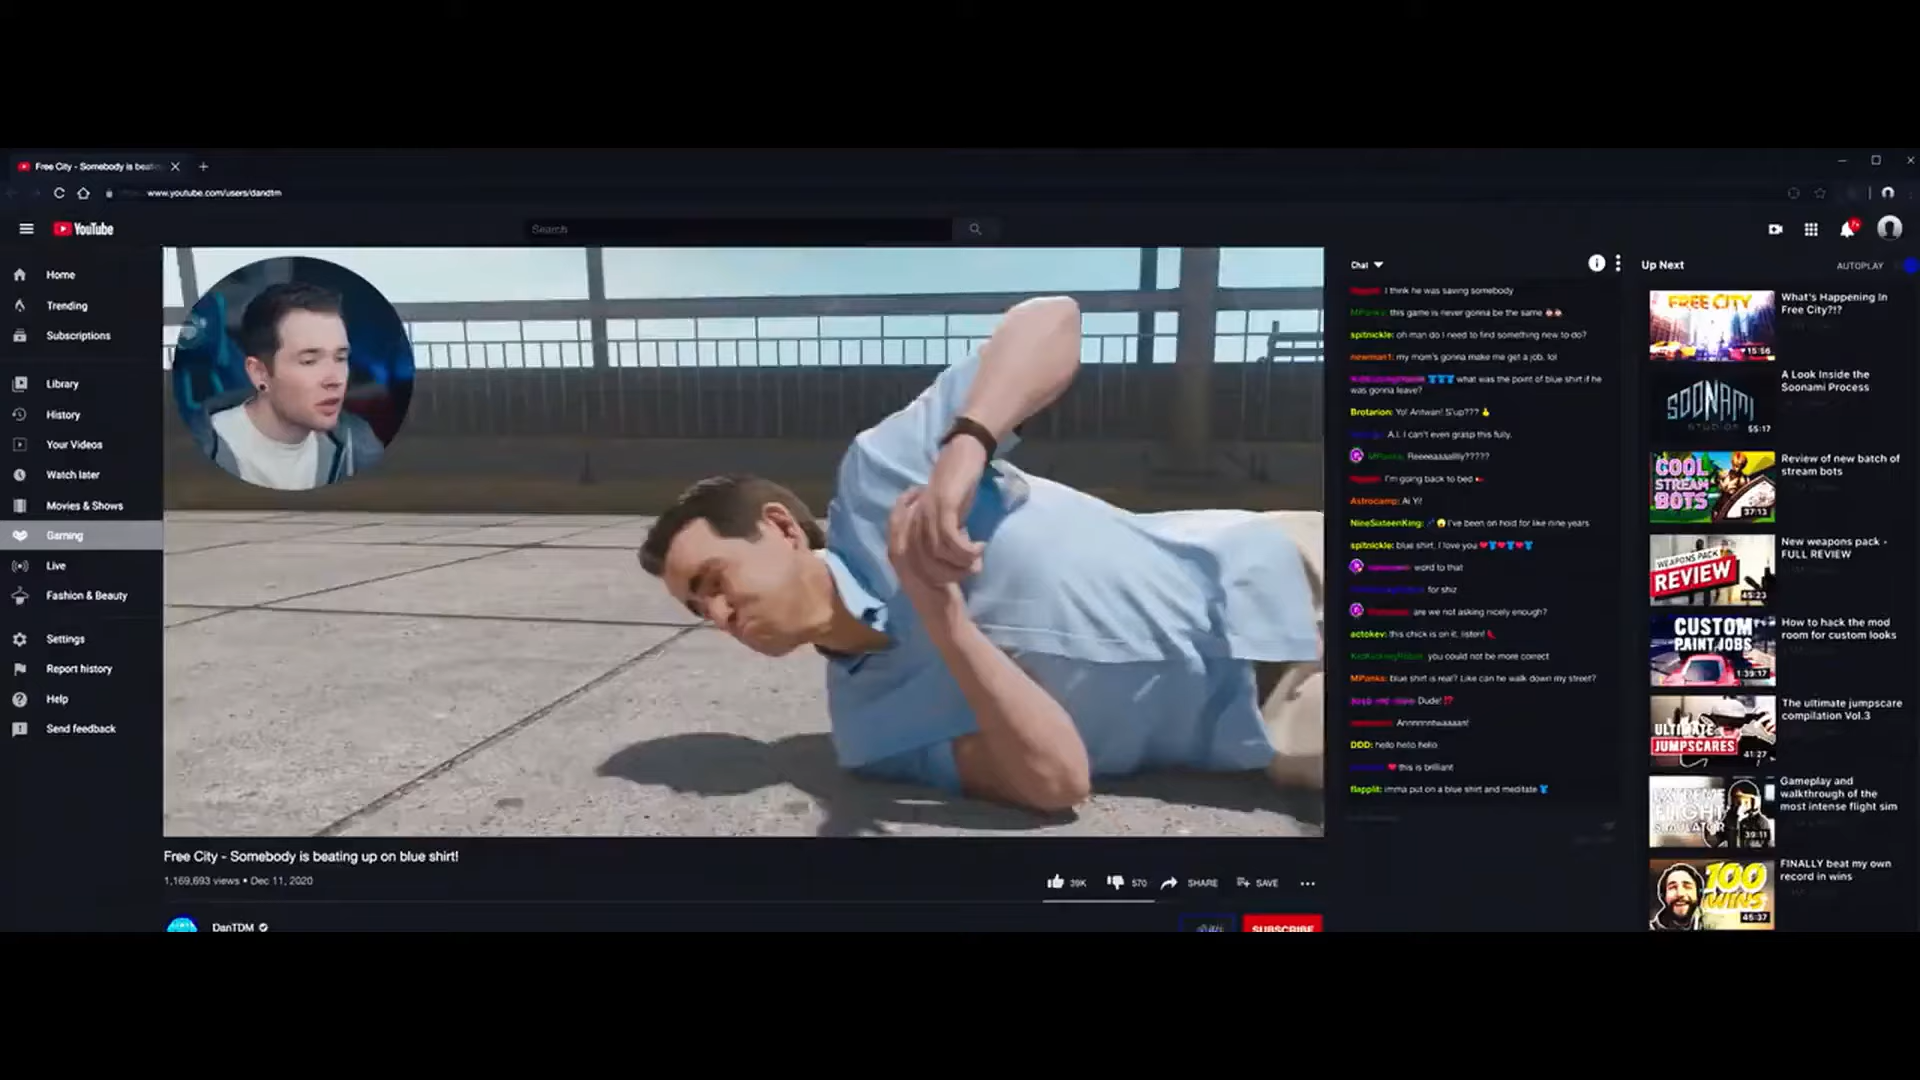 Free City - Somebody is beati
www.youtube.com/users/dandtm
YouTube
Search
Home
Trending
Subscriptions
Library
History
Your Videos
Watch later
Movies & Shows
Gaming
Live
Fashion & Beauty
Settings
Report history
Help
Send feedback
Free City - Somebody is beating up on blue shirt!
1,169,693 views • Dec 11, 2020
39K
570
SHARE
SAVE
DanTDM
SUBSCRIBE
Chat
I think he was saving somebody
MPanka: this game is never gonna be the same
spitnickle: oh man do I need to find something new to do?
newman1: my mom's gonna make me get a job, lol
what was the point of blue shirt if he
was gonna leave?
Brotarion: Yo! Antwan! S'up???
A.I. I can't even grasp this fully.
MPanka: Reeeeaaaallly?????
I'm going back to bed
Astrocamp: Ai Yi!
NineSixteenKing: I've been on hold for like nine years
spitnickle: blue shirt, I love you
word to that
for shiz
are we not asking nicely enough?
actokev: this chick is on it, listen!
you could not be more correct
MPanka: blue shirt is real? Like can he walk down my street?
Dude!
DDD: hello hello hello
this is brilliant
flapplit: imma put on a blue shirt and meditate
Up Next
AUTOPLAY
FREE CITY
15:56
What's Happening In
Free City?!?
SOONAMI
STUDIOS
55:17
A Look Inside the
Soonami Process
COOL
STREAM
BOTS
37:13
Review of new batch of
stream bots
WEAPONS PACK
REVIEW
45:23
New weapons pack -
FULL REVIEW
CUSTOM
PAINT JOBS
1:39:17
How to hack the mod
room for custom looks
ULTIMATE
JUMPSCARES
41:27
The ultimate jumpscare
compilation Vol.3
EXTREME
FLIGHT
SIMULATOR
39:11
Gameplay and
walkthrough of the
most intense flight sim
100
WINS
45:37
FINALLY beat my own
record in wins